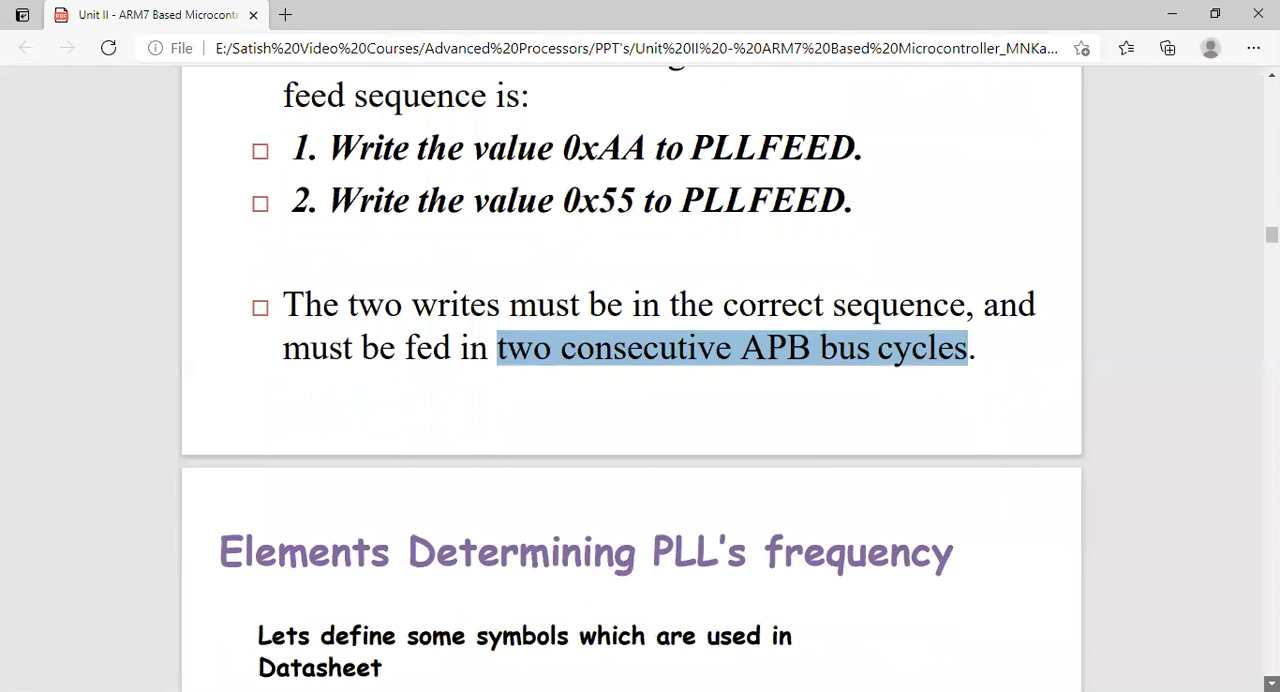 Unit II - ARM7 Based Microcontr
File
E:/Satish%20Video%20Courses/Advanced%20Processors/PPT's/Unit%20II%20-%20ARM7%20Based%20Microcontroller_MNKa...
feed sequence is:
1. Write the value 0xAA to PLLFEED.
2. Write the value 0x55 to PLLFEED.
The two writes must be in the correct sequence, and
must be fed in two consecutive APB bus cycles.
Elements Determining PLL's frequency
Lets define some symbols which are used in
Datasheet